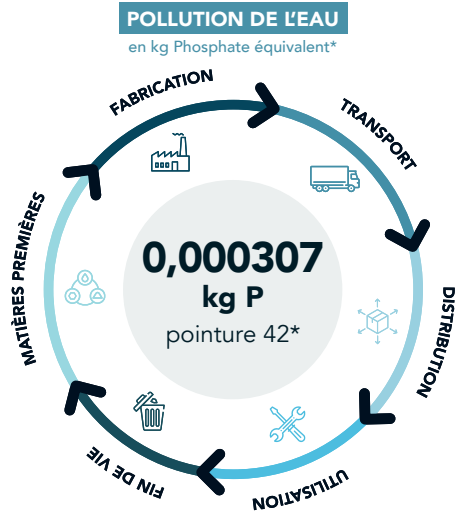 POLLUTION DE L'EAU
en kg Phosphate équivalent*
FABRICATION
TRANSPORT
DISTRIBUTION
UTILISATION
FIN DE VIE
MATIÈRES PREMIÈRES
0,000307
kg P
pointure 42*